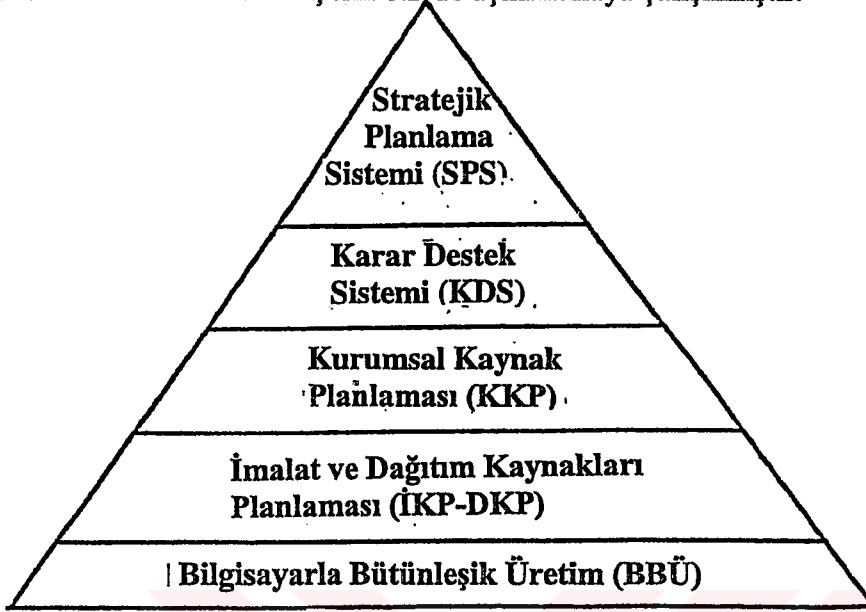 Stratejik
Planlama
Sistemi (SPS)
Karar Destek
Sistemi (KDS)
Kurumsal Kaynak
Planlaması (KKP)
İmalat ve Dağıtım Kaynakları
Planlaması (İKP-DKP)
Bilgisayarla Bütünleşik Üretim (BBÜ)